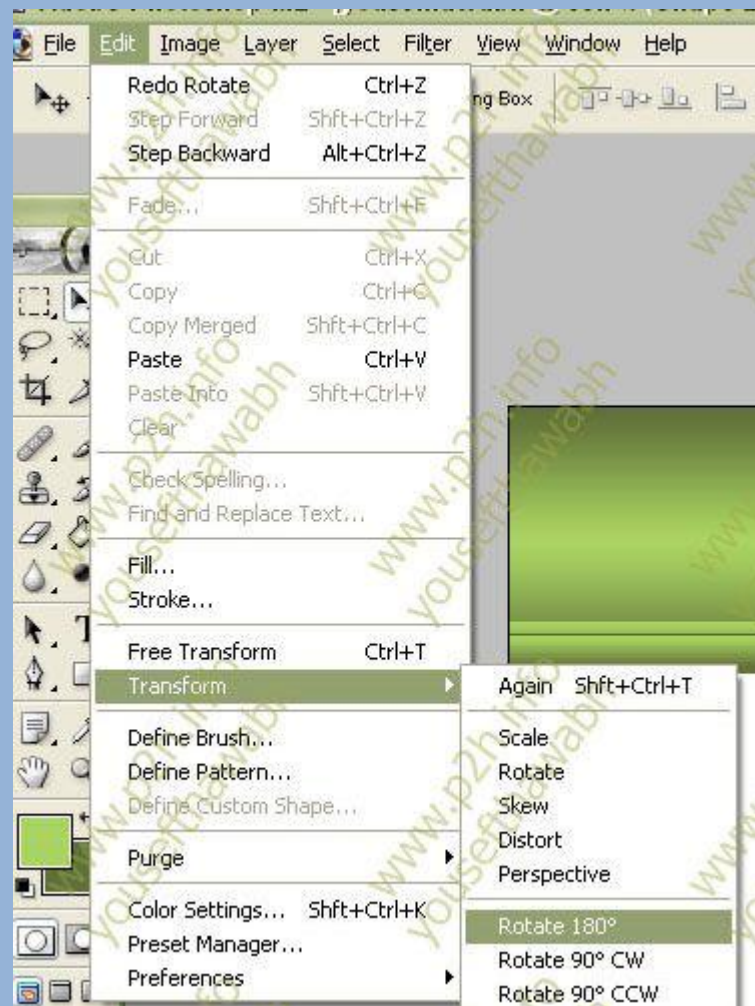 File Edit Image Layer Select Filter View Window Help
ng Box
Redo Rotate Ctrl+Z
Step Forward Shft+Ctrl+Z
Step Backward Alt+Ctrl+Z
Fade... Shft+Ctrl+F
Cut Ctrl+X
Copy Ctrl+C
Copy Merged Shft+Ctrl+C
Paste Ctrl+V
Paste Into Shft+Ctrl+V
Clear
Check Spelling...
Find and Replace Text...
Fill...
Stroke...
Free Transform Ctrl+T
Transform
Again Shft+Ctrl+T
Scale
Rotate
Skew
Distort
Perspective
Rotate 180°
Rotate 90° CW
Rotate 90° CCW
Define Brush...
Define Pattern...
Define Custom Shape...
Purge
Color Settings... Shft+Ctrl+K
Preset Manager...
Preferences
www.p2h.info
yousefthawabh